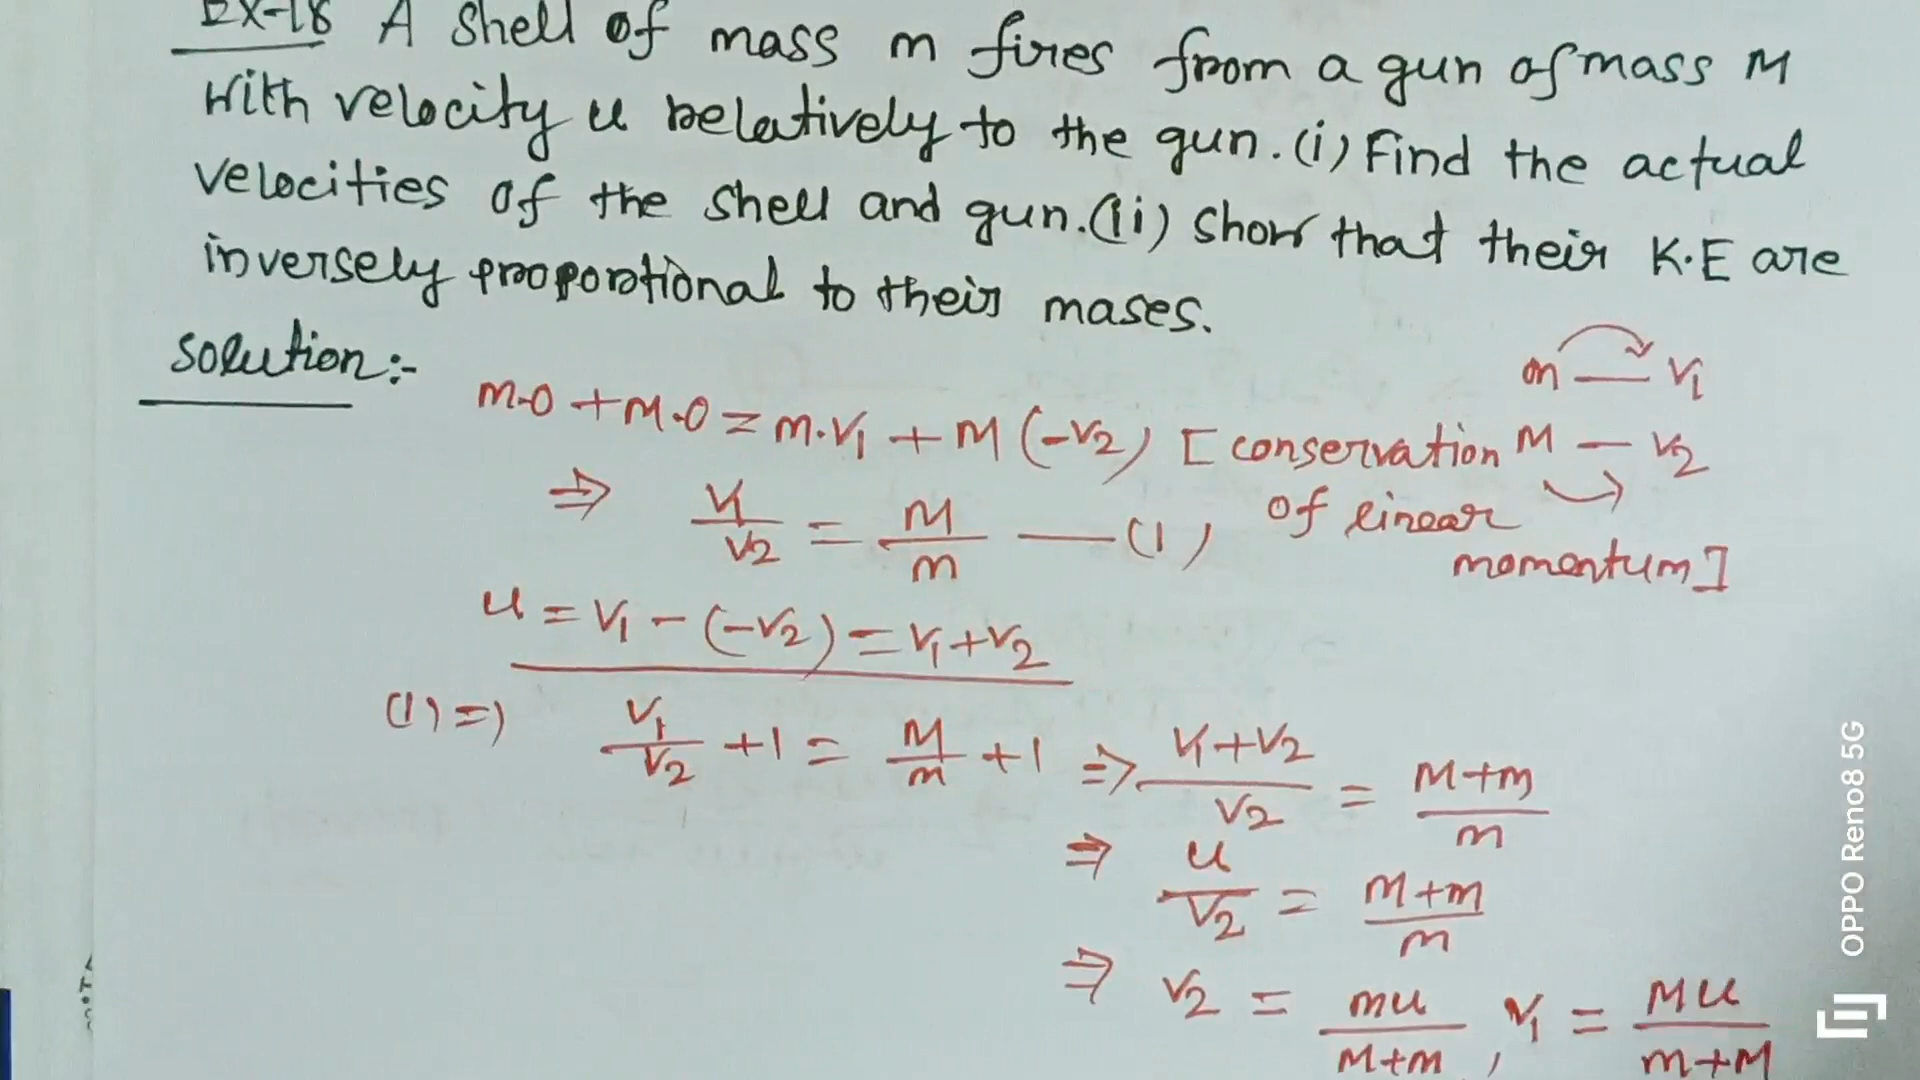 Ex-18 A shell of mass m fires from a gun of mass M
with velocity u relatively to the gun. (i) Find the actual
velocities of the shell and gun. (ii) Show that their K.E are
inversely proportional to their mases.
Solution:-
m — v₁
m.0 + M.0 = m.v₁ + M(-v₂) [conservation
M — v₂
⇒ v₁/v₂ = M/m —(1)
of linear
momentum]
u = v₁ - (-v₂) = v₁+v₂
(1) =) v₁/v₂ + 1 = M/m + 1 ⇒ v₁+v₂/v₂ = M+m/m
⇒ u/v₂ = M+m/m
⇒ v₂ = mu/M+m , v₁ = Mu/m+M
OPPO Reno8 5G